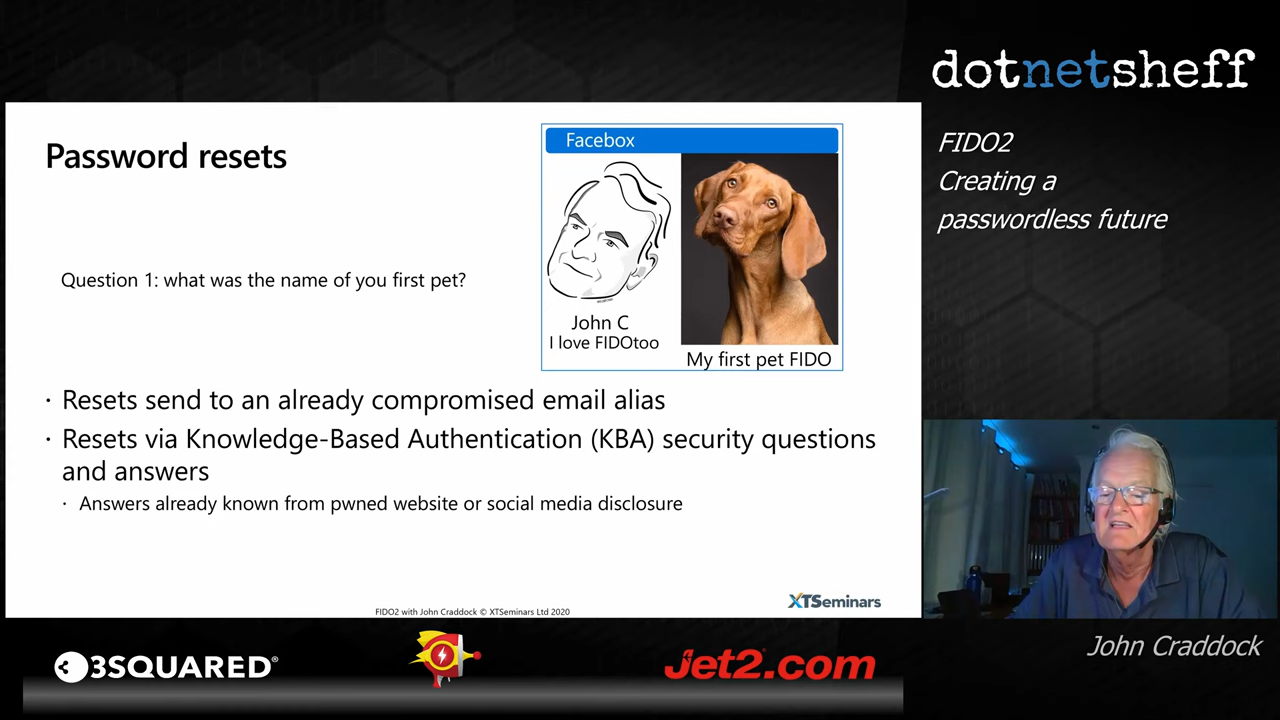 dotnetsheff
FIDO2
Creating a
passwordless future
Password resets
Facebox
Question 1: what was the name of you first pet?
John C
I love FIDOtoo
My first pet FIDO
· Resets send to an already compromised email alias
· Resets via Knowledge-Based Authentication (KBA) security questions
and answers
· Answers already known from pwned website or social media disclosure
FIDO2 with John Craddock © XTSeminars Ltd 2020
XTSeminars
John Craddock
3SQUARED®
Jet2.com